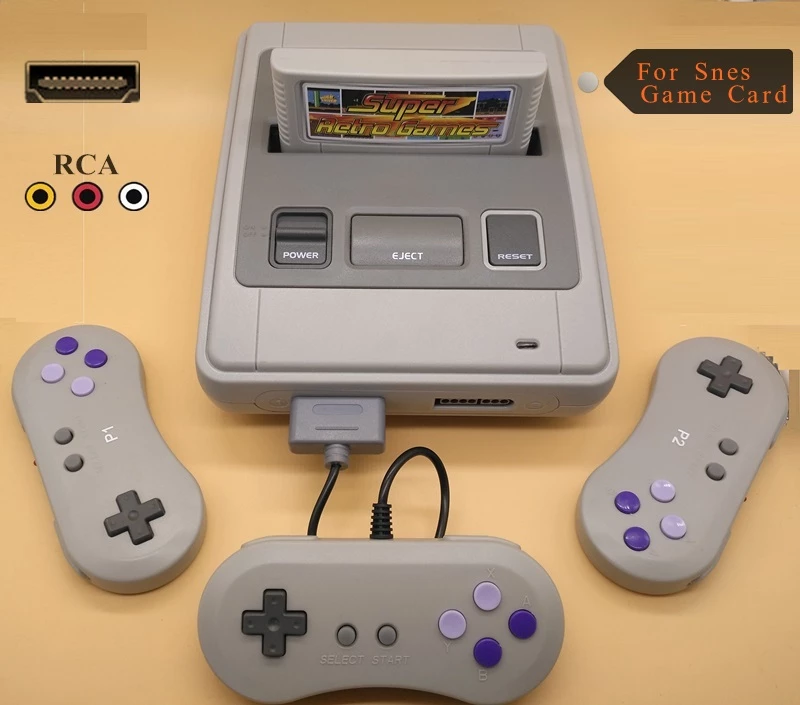 For Snes
Game Card
Super
Retro Games
RCA
POWER
EJECT
RESET
P1
P2
X
A
Y
B
SELECT START